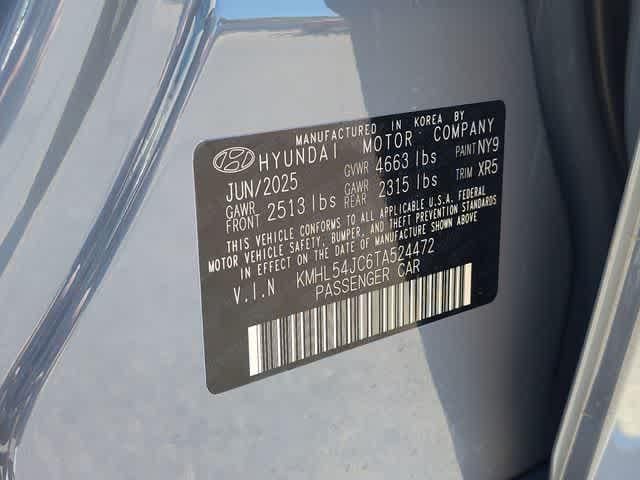 MANUFACTURED IN KOREA BY
HYUNDAI MOTOR COMPANY
JUN/2025 GVWR 4663 lbs PAINT NY9
GAWR FRONT 2513 lbs GAWR REAR 2315 lbs TRIM XR5
THIS VEHICLE CONFORMS TO ALL APPLICABLE U.S.A. FEDERAL
MOTOR VEHICLE SAFETY, BUMPER, AND THEFT PREVENTION STANDARDS
IN EFFECT ON THE DATE OF MANUFACTURE SHOWN ABOVE.
V.I.N KMHL54JC6TA524472
PASSENGER CAR